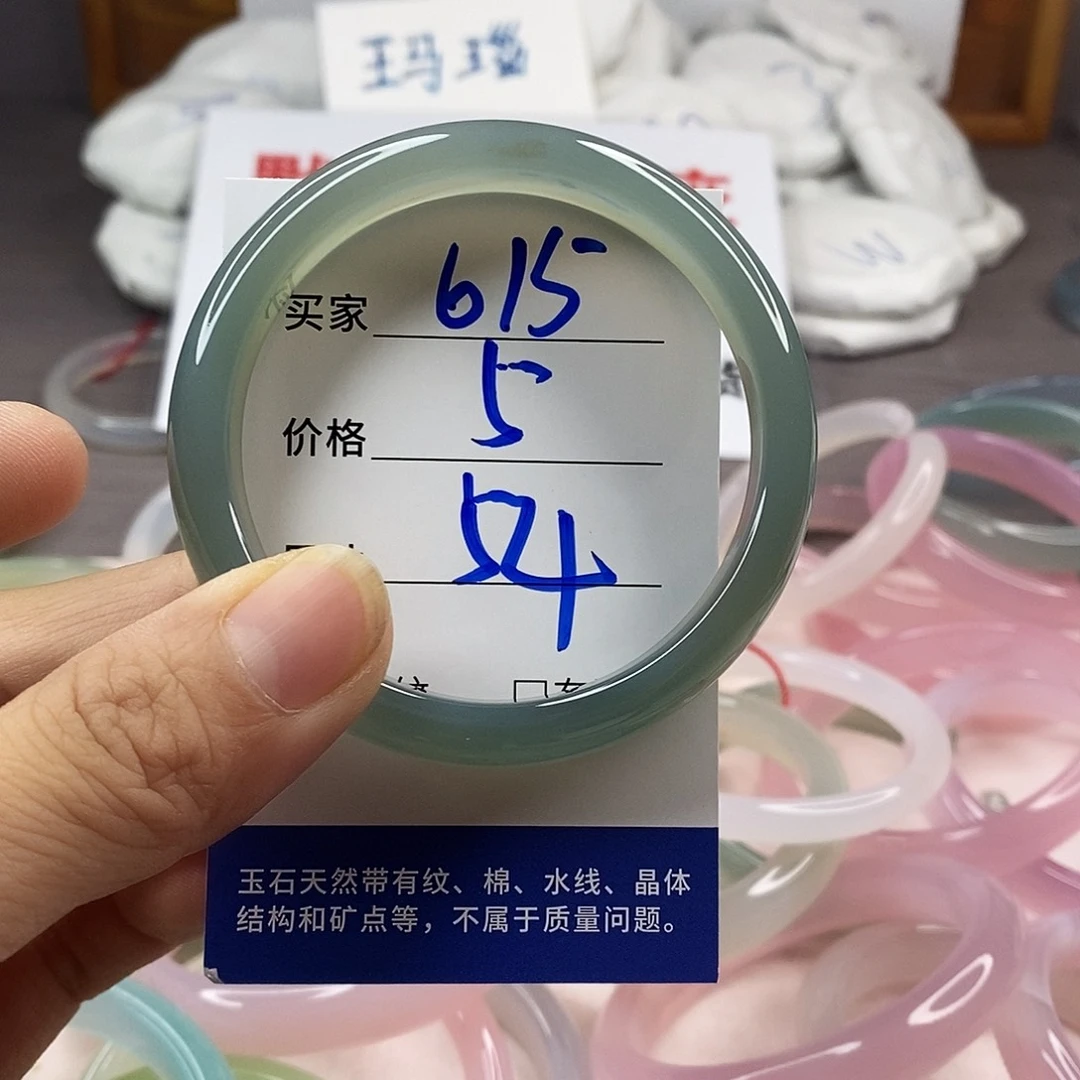 玛瑙
买家 615
价格 5
54
玉石天然带有纹、棉、水线、晶体
结构和矿点等，不属于质量问题。